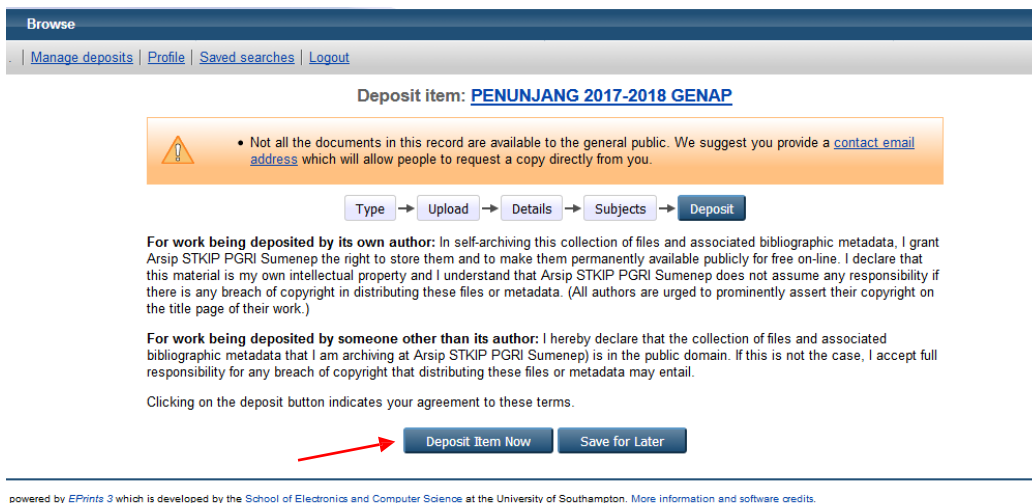 Browse
. | Manage deposits | Profile | Saved searches | Logout
Deposit item: PENUNJANG 2017-2018 GENAP
• Not all the documents in this record are available to the general public. We suggest you provide a contact email
address which will allow people to request a copy directly from you.
Type → Upload → Details → Subjects → Deposit
For work being deposited by its own author: In self-archiving this collection of files and associated bibliographic metadata, I grant
Arsip STKIP PGRI Sumenep the right to store them and to make them permanently available publicly for free on-line. I declare that
this material is my own intellectual property and I understand that Arsip STKIP PGRI Sumenep does not assume any responsibility if
there is any breach of copyright in distributing these files or metadata. (All authors are urged to prominently assert their copyright on
the title page of their work.)
For work being deposited by someone other than its author: I hereby declare that the collection of files and associated
bibliographic metadata that I am archiving at Arsip STKIP PGRI Sumenep) is in the public domain. If this is not the case, I accept full
responsibility for any breach of copyright that distributing these files or metadata may entail.
Clicking on the deposit button indicates your agreement to these terms.
Deposit Item Now Save for Later
powered by EPrints 3 which is developed by the School of Electronics and Computer Science at the University of Southampton. More information and software credits.